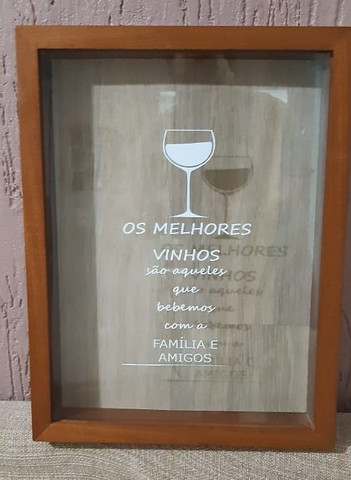 OS MELHORES
VINHOS
são aqueles
que
bebemos
com a
FAMÍLIA E
AMIGOS